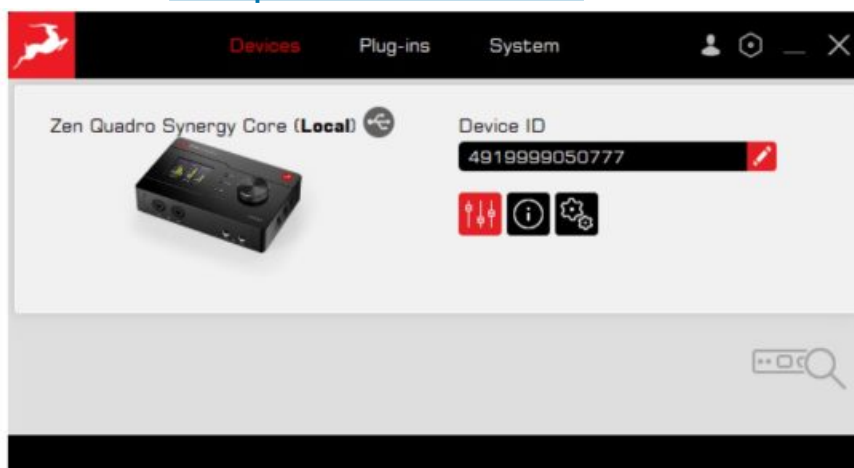 Devices Plug-ins System
Zen Quadro Synergy Core (Local)
Device ID
4919999050777